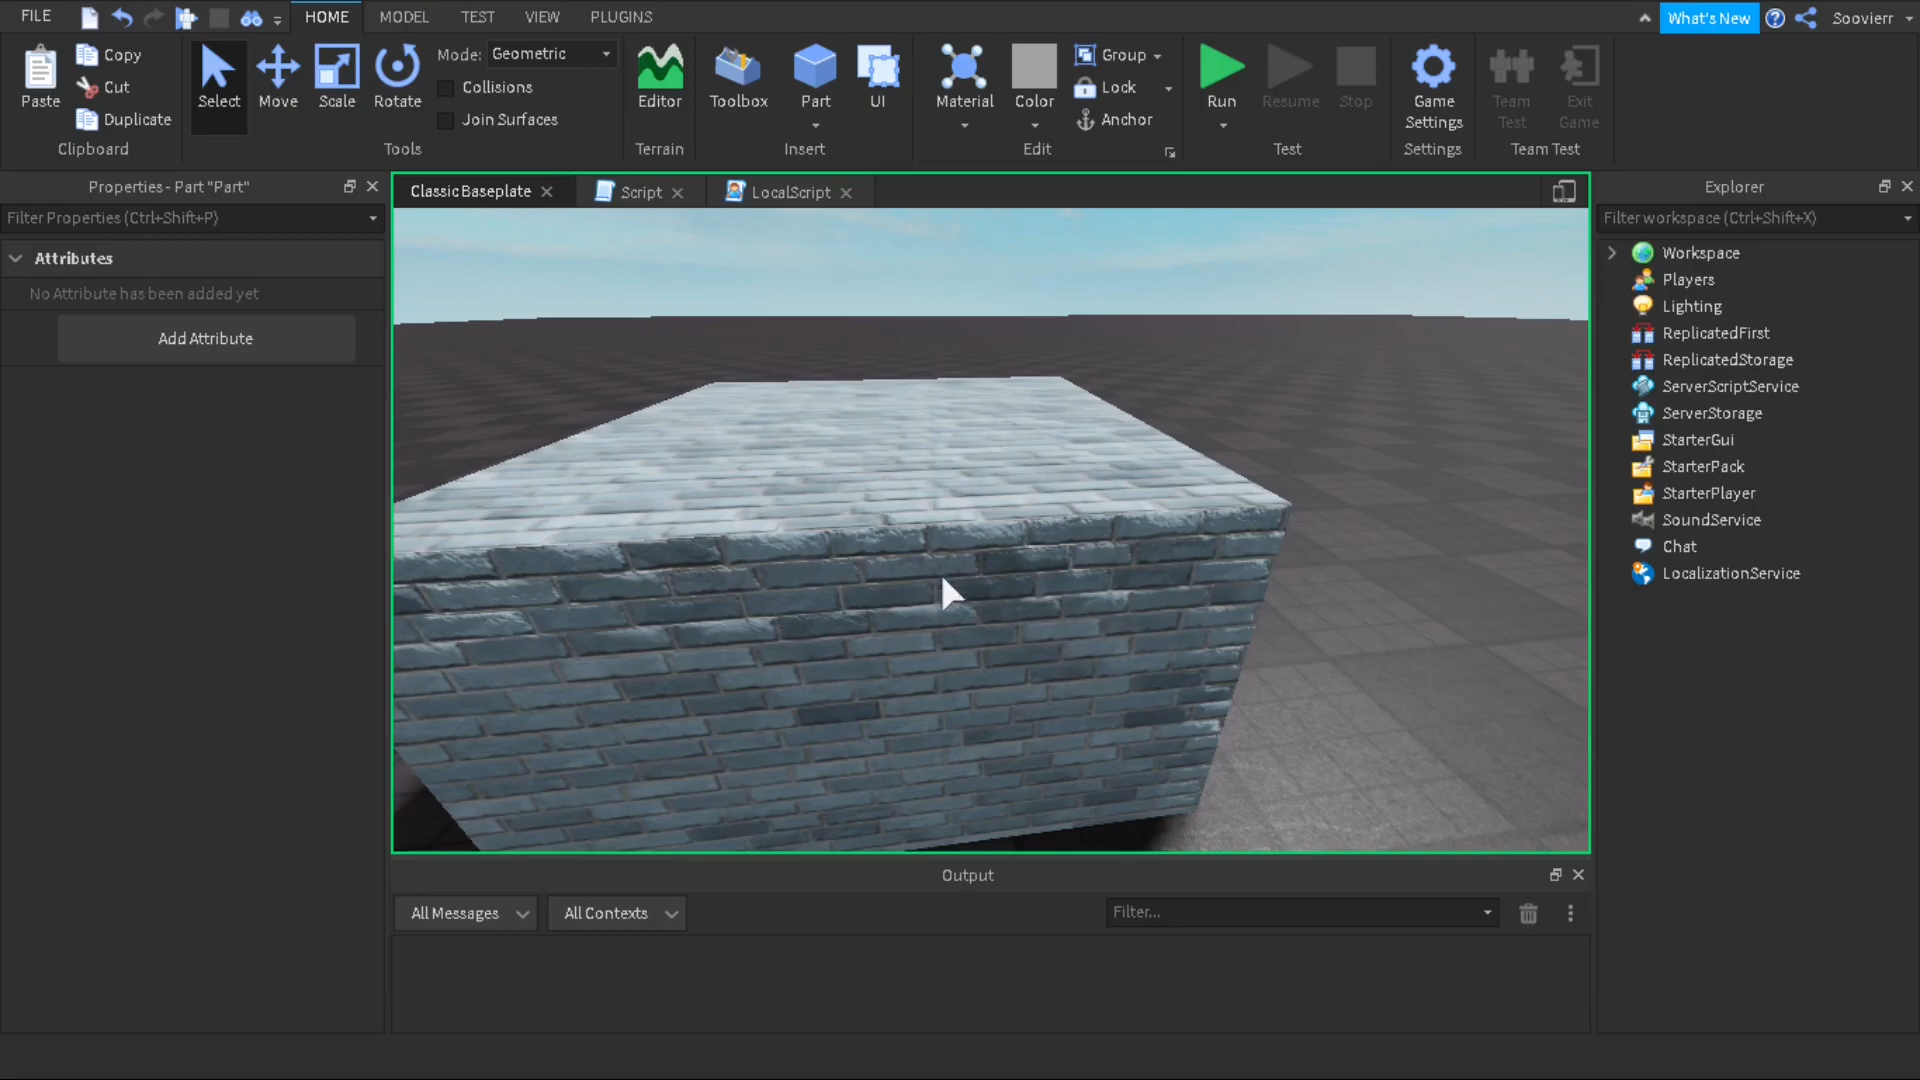 FILE
HOME
MODEL
TEST
VIEW
PLUGINS
What's New
Soovierr
Paste
Copy
Cut
Duplicate
Clipboard
Select
Move
Scale
Rotate
Mode: Geometric
Collisions
Join Surfaces
Tools
Editor
Terrain
Toolbox
Part
UI
Insert
Material
Color
Group
Lock
Anchor
Edit
Run
Resume
Stop
Test
Game
Settings
Settings
Team
Test
Exit
Game
Team Test
Properties - Part "Part"
Filter Properties (Ctrl+Shift+P)
Attributes
No Attribute has been added yet
Add Attribute
Classic Baseplate
Script
LocalScript
Explorer
Filter workspace (Ctrl+Shift+X)
Workspace
Players
Lighting
ReplicatedFirst
ReplicatedStorage
ServerScriptService
ServerStorage
StarterGui
StarterPack
StarterPlayer
SoundService
Chat
LocalizationService
Output
All Messages
All Contexts
Filter...